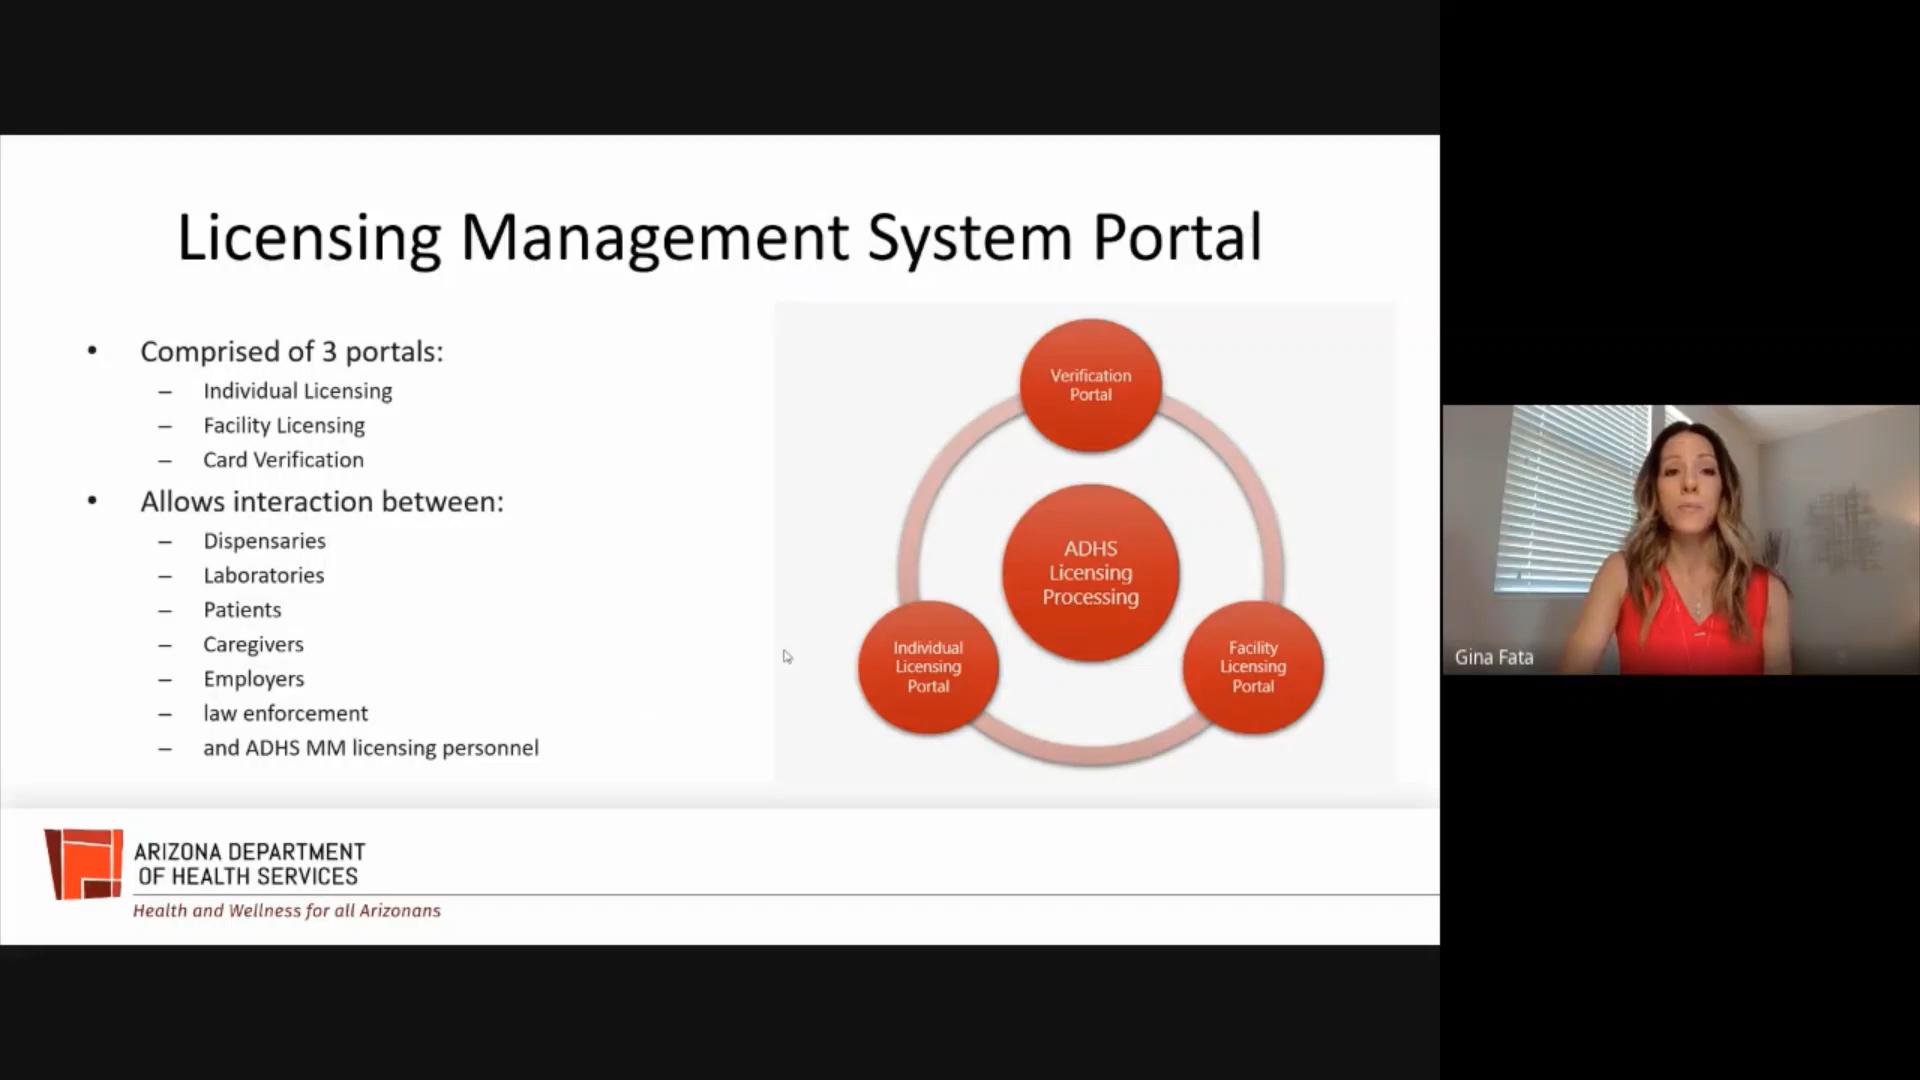 Licensing Management System Portal
• Comprised of 3 portals:
– Individual Licensing
– Facility Licensing
– Card Verification
• Allows interaction between:
– Dispensaries
– Laboratories
– Patients
– Caregivers
– Employers
– law enforcement
– and ADHS MM licensing personnel
Verification
Portal
ADHS
Licensing
Processing
Individual
Licensing
Portal
Facility
Licensing
Portal
Gina Fata
ARIZONA DEPARTMENT
OF HEALTH SERVICES
Health and Wellness for all Arizonans